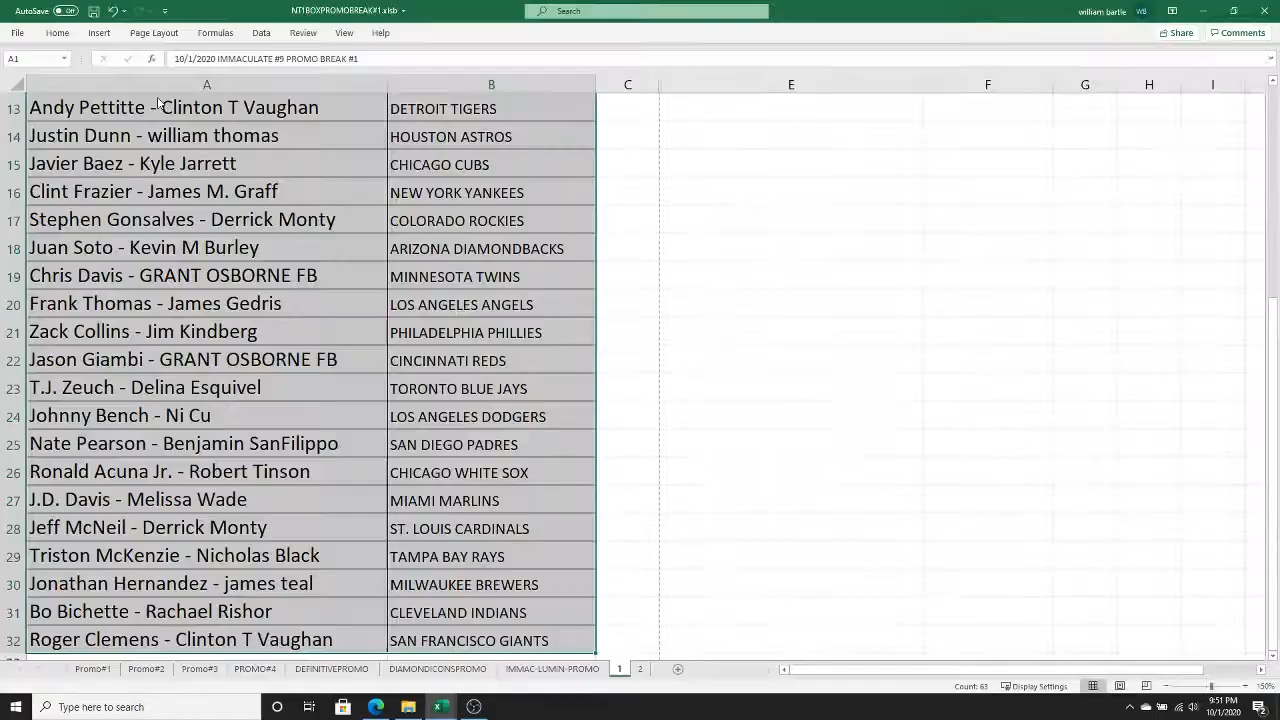 AutoSave Off NT1BOXPROMOBREAK#1.xlsb Search william bartle WB
File Home Insert Page Layout Formulas Data Review View Help Share Comments
A1 fx 10/1/2020 IMMACULATE #9 PROMO BREAK #1
A B C E F G H I
13 Andy Pettitte - Clinton T Vaughan DETROIT TIGERS
14 Justin Dunn - william thomas HOUSTON ASTROS
15 Javier Baez - Kyle Jarrett CHICAGO CUBS
16 Clint Frazier - James M. Graff NEW YORK YANKEES
17 Stephen Gonsalves - Derrick Monty COLORADO ROCKIES
18 Juan Soto - Kevin M Burley ARIZONA DIAMONDBACKS
19 Chris Davis - GRANT OSBORNE FB MINNESOTA TWINS
20 Frank Thomas - James Gedris LOS ANGELES ANGELS
21 Zack Collins - Jim Kindberg PHILADELPHIA PHILLIES
22 Jason Giambi - GRANT OSBORNE FB CINCINNATI REDS
23 T.J. Zeuch - Delina Esquivel TORONTO BLUE JAYS
24 Johnny Bench - Ni Cu LOS ANGELES DODGERS
25 Nate Pearson - Benjamin SanFilippo SAN DIEGO PADRES
26 Ronald Acuna Jr. - Robert Tinson CHICAGO WHITE SOX
27 J.D. Davis - Melissa Wade MIAMI MARLINS
28 Jeff McNeil - Derrick Monty ST. LOUIS CARDINALS
29 Triston McKenzie - Nicholas Black TAMPA BAY RAYS
30 Jonathan Hernandez - james teal MILWAUKEE BREWERS
31 Bo Bichette - Rachael Rishor CLEVELAND INDIANS
32 Roger Clemens - Clinton T Vaughan SAN FRANCISCO GIANTS
Promo#1 Promo#2 Promo#3 PROMO#4 DEFINITIVEPROMO DIAMONDICONSPROMO IMMAC-LUMIN-PROMO 1 2
Count: 63 Display Settings 150%
Type here to search 9:51 PM
10/1/2020 2